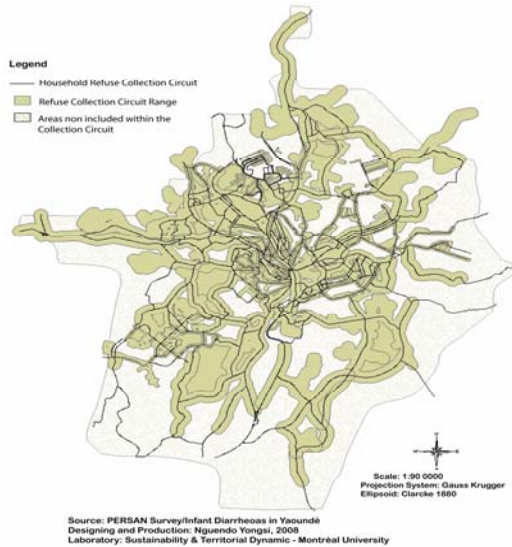 Legend
Household Refuse Collection Circuit
Refuse Collection Circuit Range
Areas non included within the
Collection Circuit
Scale: 1:90 0000
Projection System: Gauss Krugger
Ellipsoid: Clarcke 1880
Source: PERSAN Survey/Infant Diarrheoas in Yaoundé
Designing and Production: Nguendo Yongsi, 2008
Laboratory: Sustainability & Territorial Dynamic - Montréal University